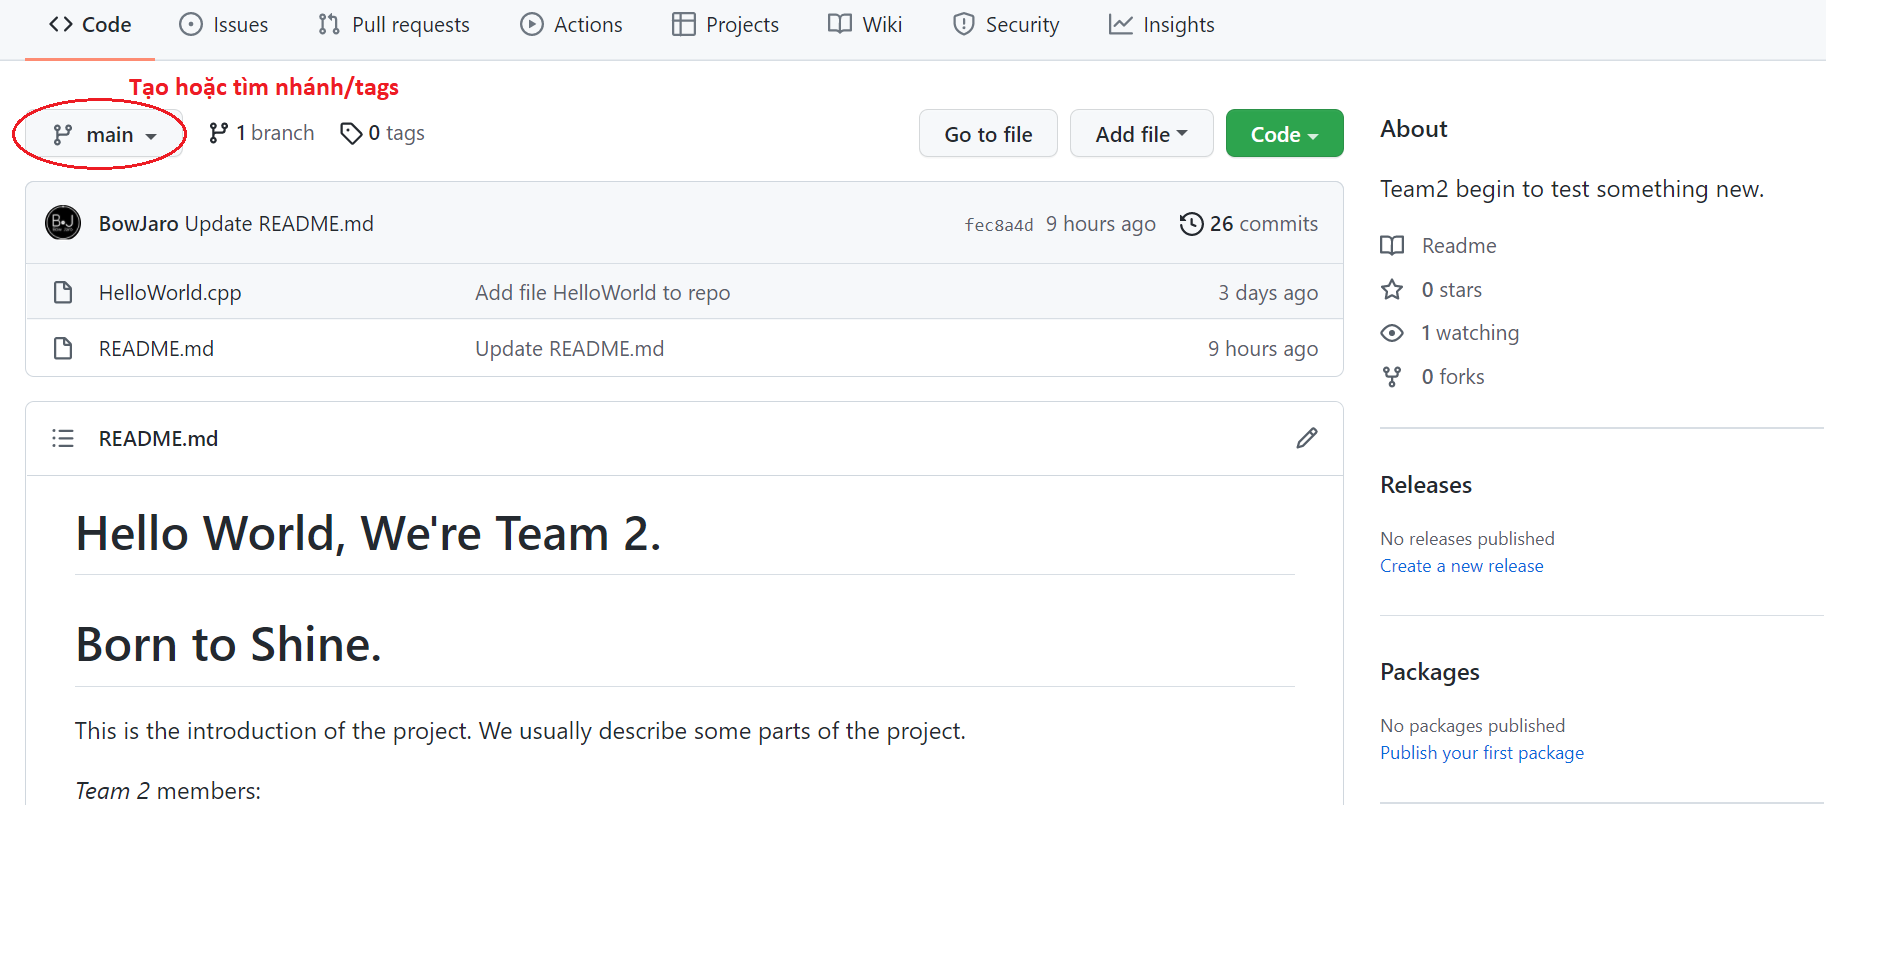 Code Issues Pull requests Actions Projects Wiki Security Insights
Tạo hoặc tìm nhánh/tags
main 1 branch 0 tags Go to file Add file Code
BowJaro Update README.md fec8a4d 9 hours ago 26 commits
HelloWorld.cpp Add file HelloWorld to repo 3 days ago
README.md Update README.md 9 hours ago
README.md
Hello World, We're Team 2.
Born to Shine.
This is the introduction of the project. We usually describe some parts of the project.
Team 2 members:
About
Team2 begin to test something new.
Readme
0 stars
1 watching
0 forks
Releases
No releases published
Create a new release
Packages
No packages published
Publish your first package